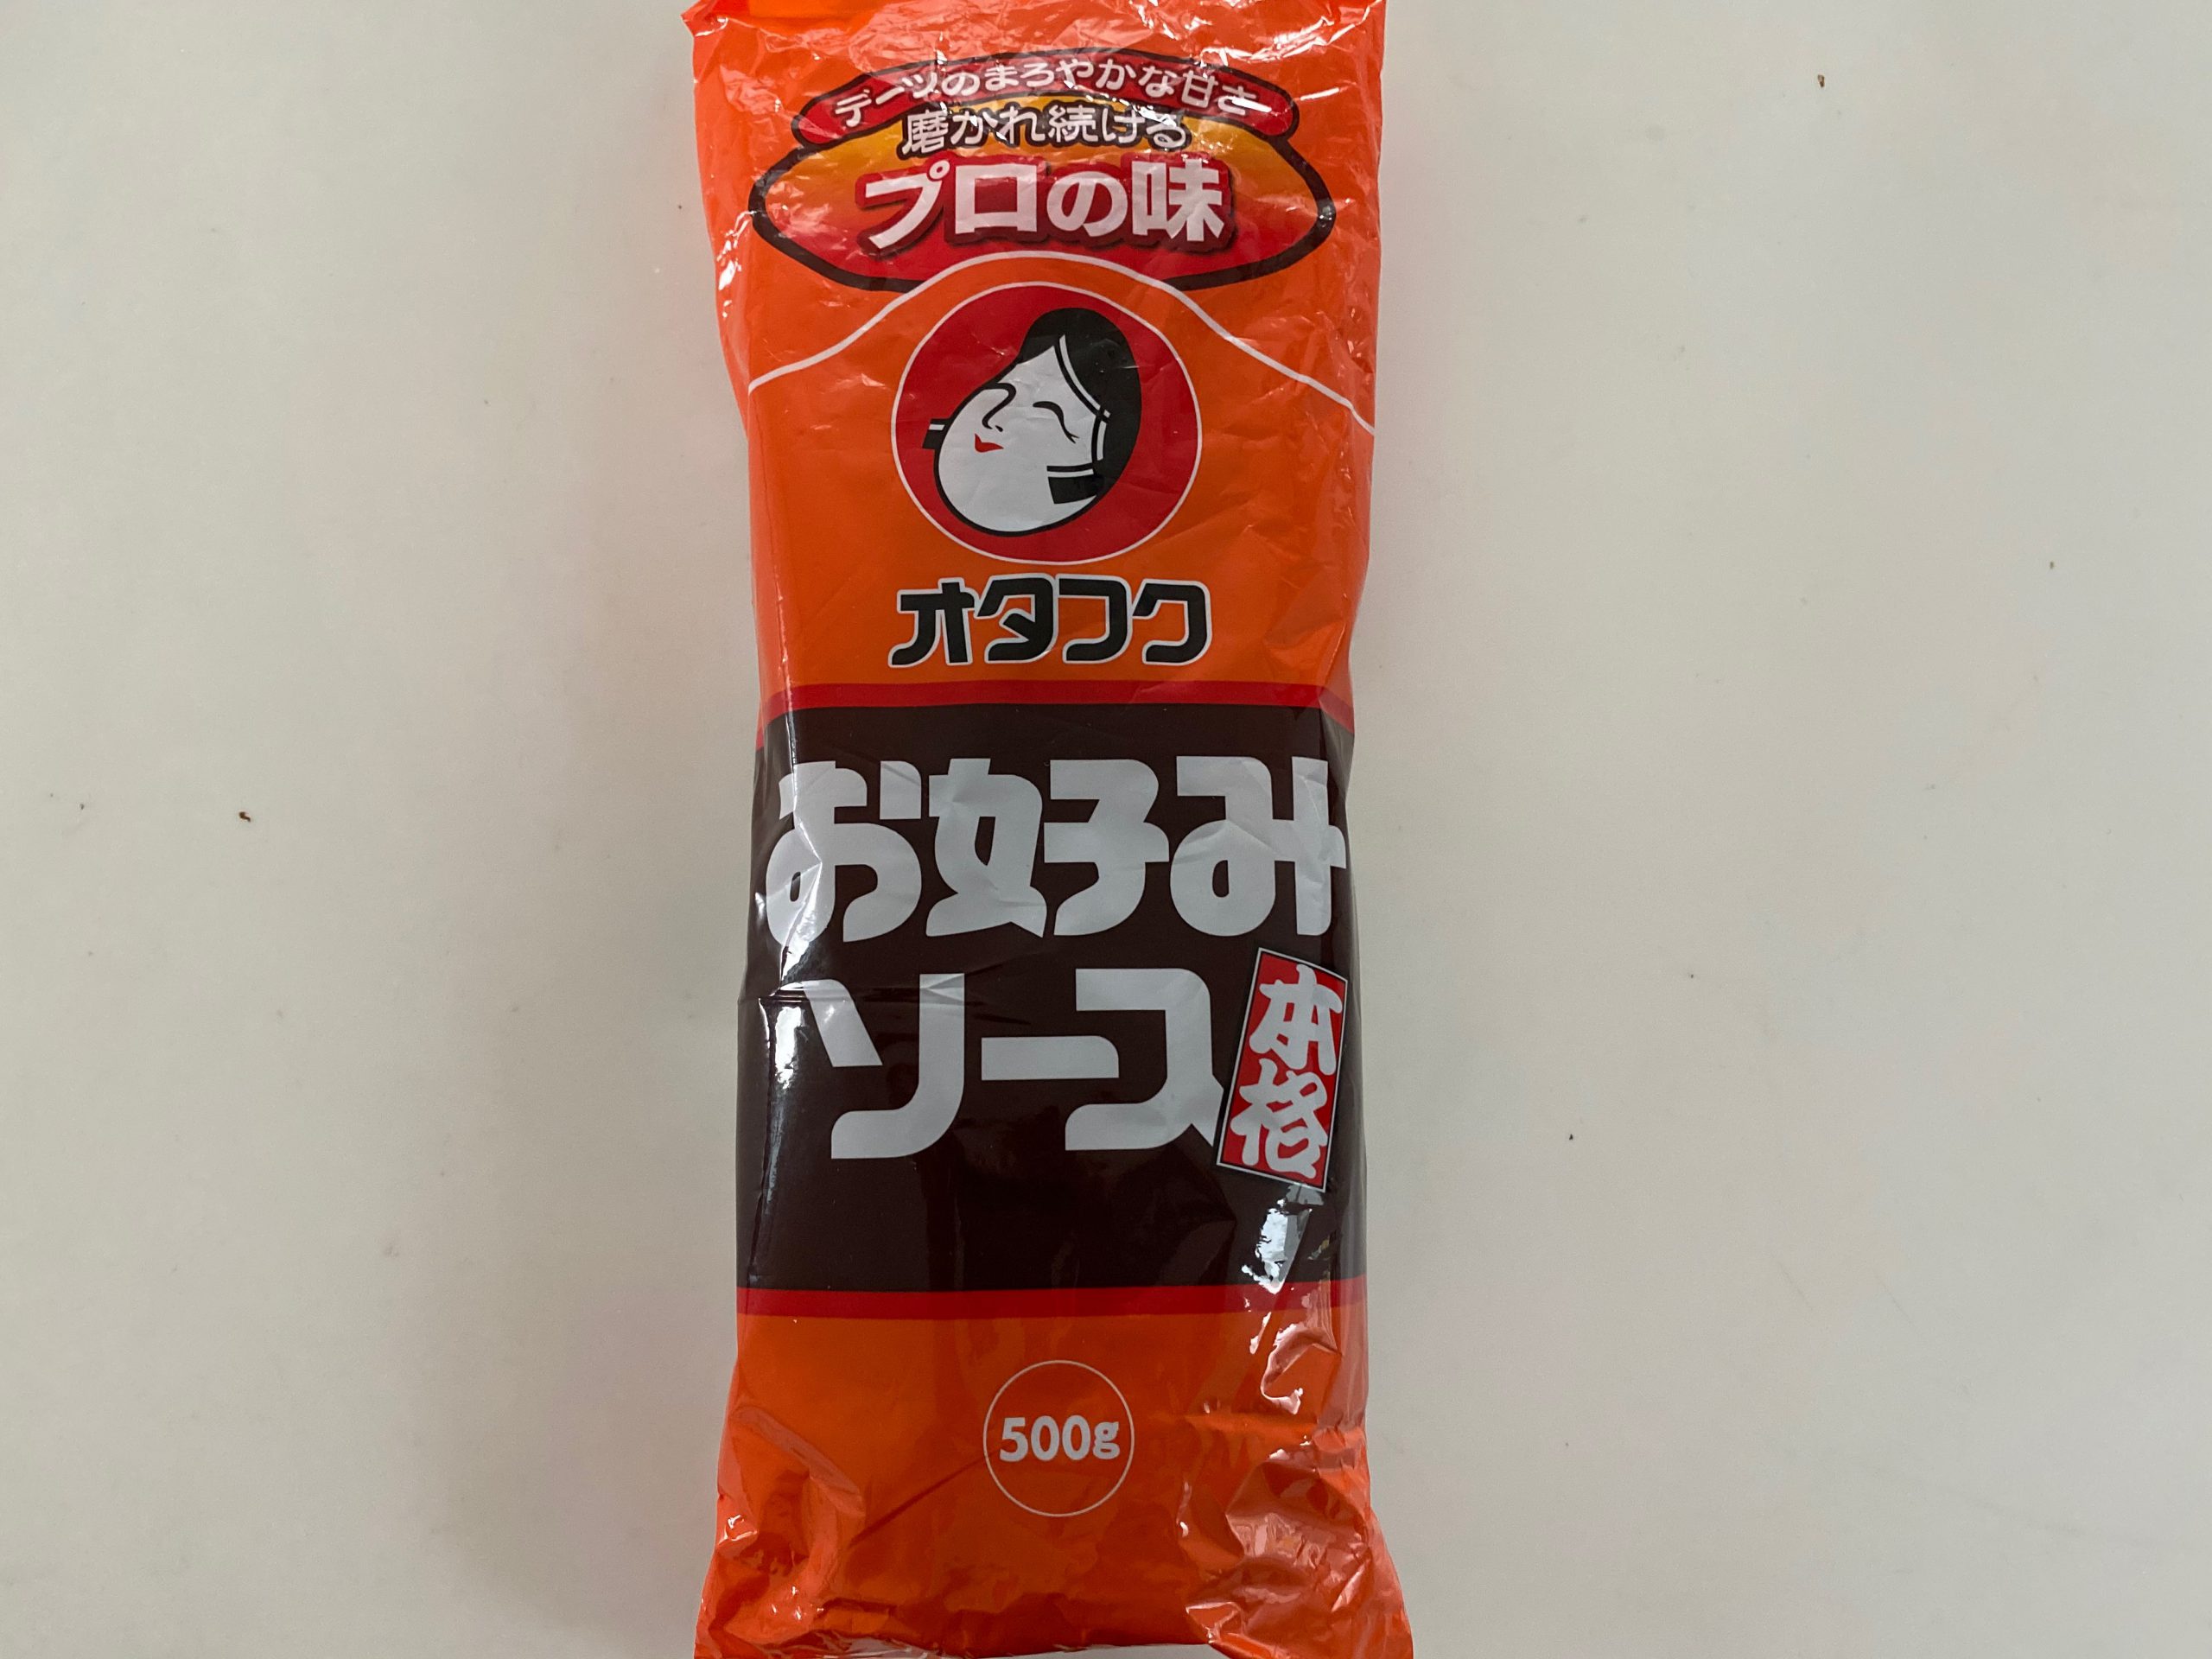 デーツのまろやかな甘さ
磨かれ続ける
プロの味
オタフク
お好み
ソース
本格
500g